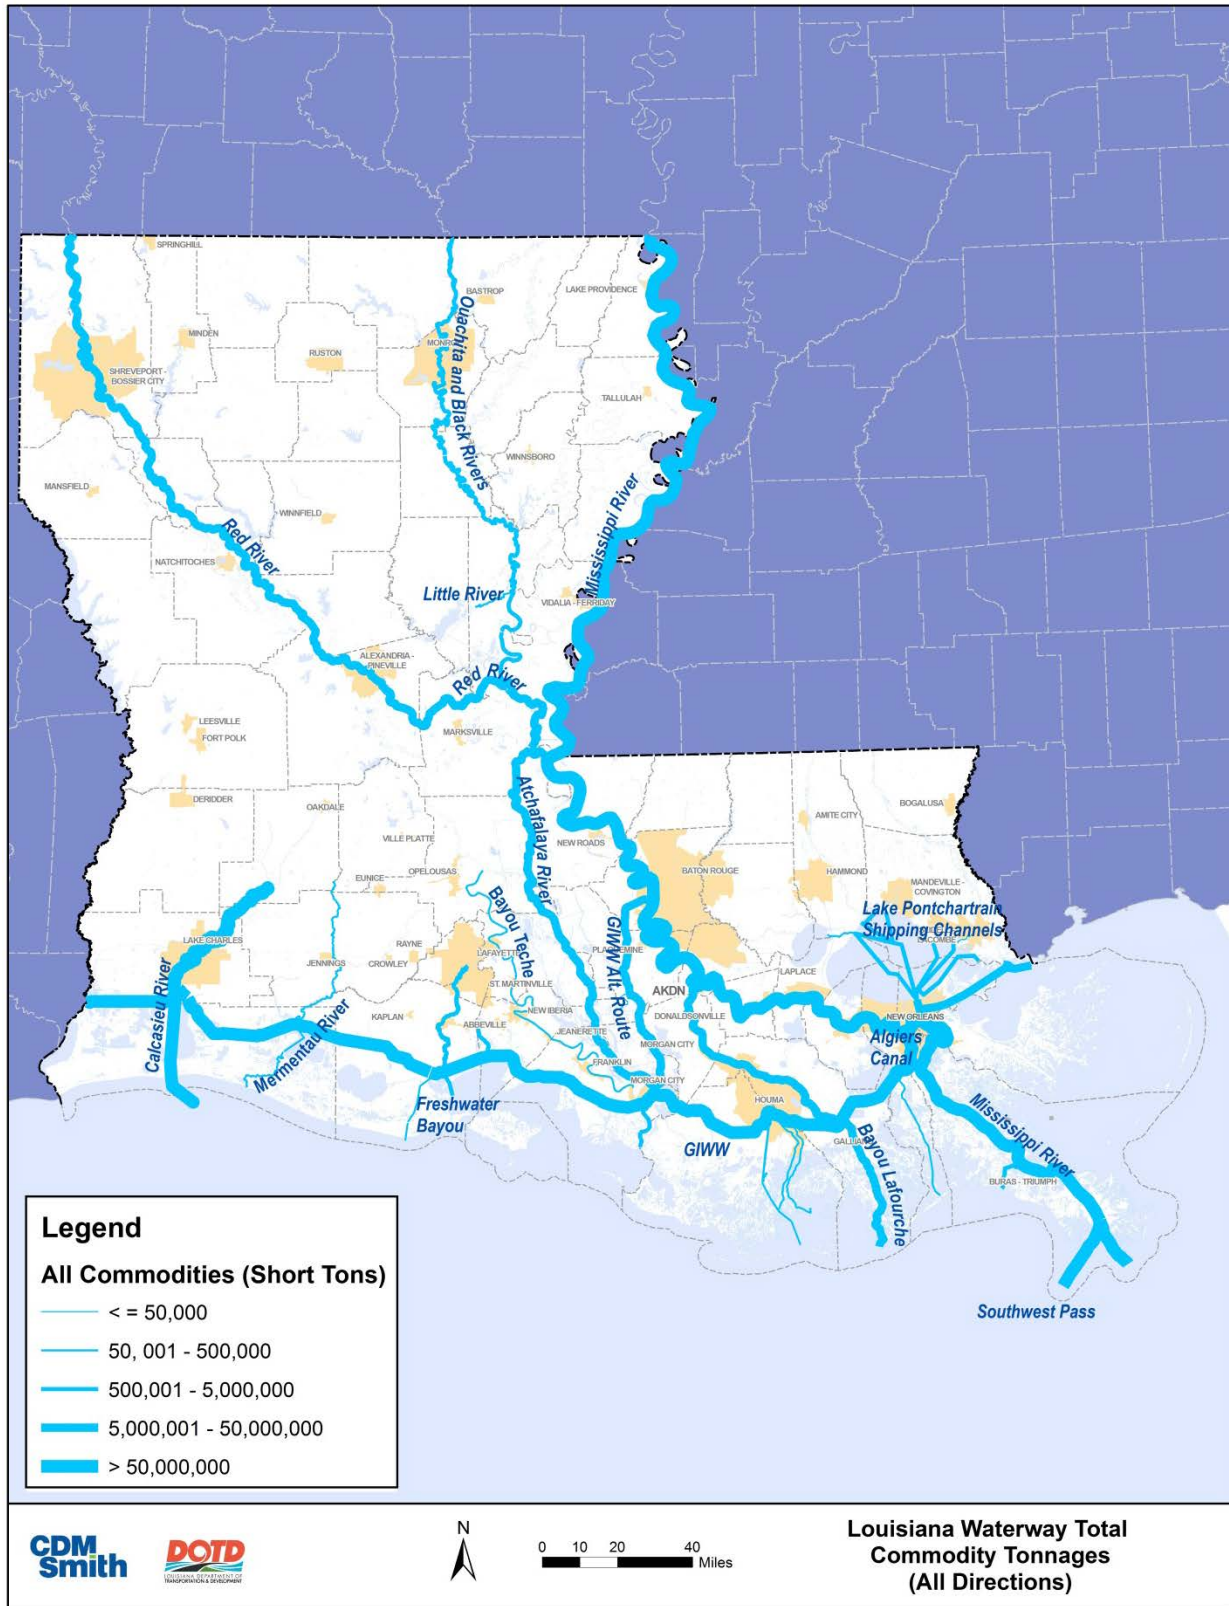 SPRINGHILL
BASTROP
LAKE PROVIDENCE
Ouachita and Black Rivers
MINDEN
MONRO
RUSTON
SHREVEPORT -
BOSSIER CITY
TALLULAH
WINNSBORO
MANSFIELD
WINNFIELD
Red River
Mississippi River
NATCHITOCHES
Little River
VIDALIA - FERRIDAY
ALEXANDRIA -
PINEVILLE
Red River
LEESVILLE
FORT POLK
MARKSVILLE
DERIDDER
OAKDALE
Atchafalaya River
BOGALUSA
AMITE CITY
VILLE PLATTE
NEW ROADS
EUNICE
OPELOUSAS
BATON ROUGE
HAMMOND
MANDEVILLE -
COVINGTON
Bayou Teche
Lake Pontchartrain
Shipping Channels
LACOMBE
GIWW Alt. Route
LAKE CHARLES
RAYNE
JENNINGS
CROWLEY
LAFAYETTE
LAPLACE
ST. MARTINVILLE
AKDN
Calcasieu River
KAPLAN
NEW IBERIA
DONALDSONVILLE
NEW ORLEANS
ABBEVILLE
JEANERETTE
MORGAN CITY
Algiers
Canal
Mermentau River
FRANKLIN
MORGAN CITY
HOUMA
Freshwater
Bayou
GIWW
Bayou Lafourche
Mississippi River
BURAS - TRIUMPH
Southwest Pass
Legend
All Commodities (Short Tons)
< = 50,000
50, 001 - 500,000
500,001 - 5,000,000
5,000,001 - 50,000,000
> 50,000,000
CDM
Smith
DOTD
LOUISIANA DEPARTMENT OF
TRANSPORTATION & DEVELOPMENT
N
0 10 20 40
Miles
Louisiana Waterway Total
Commodity Tonnages
(All Directions)